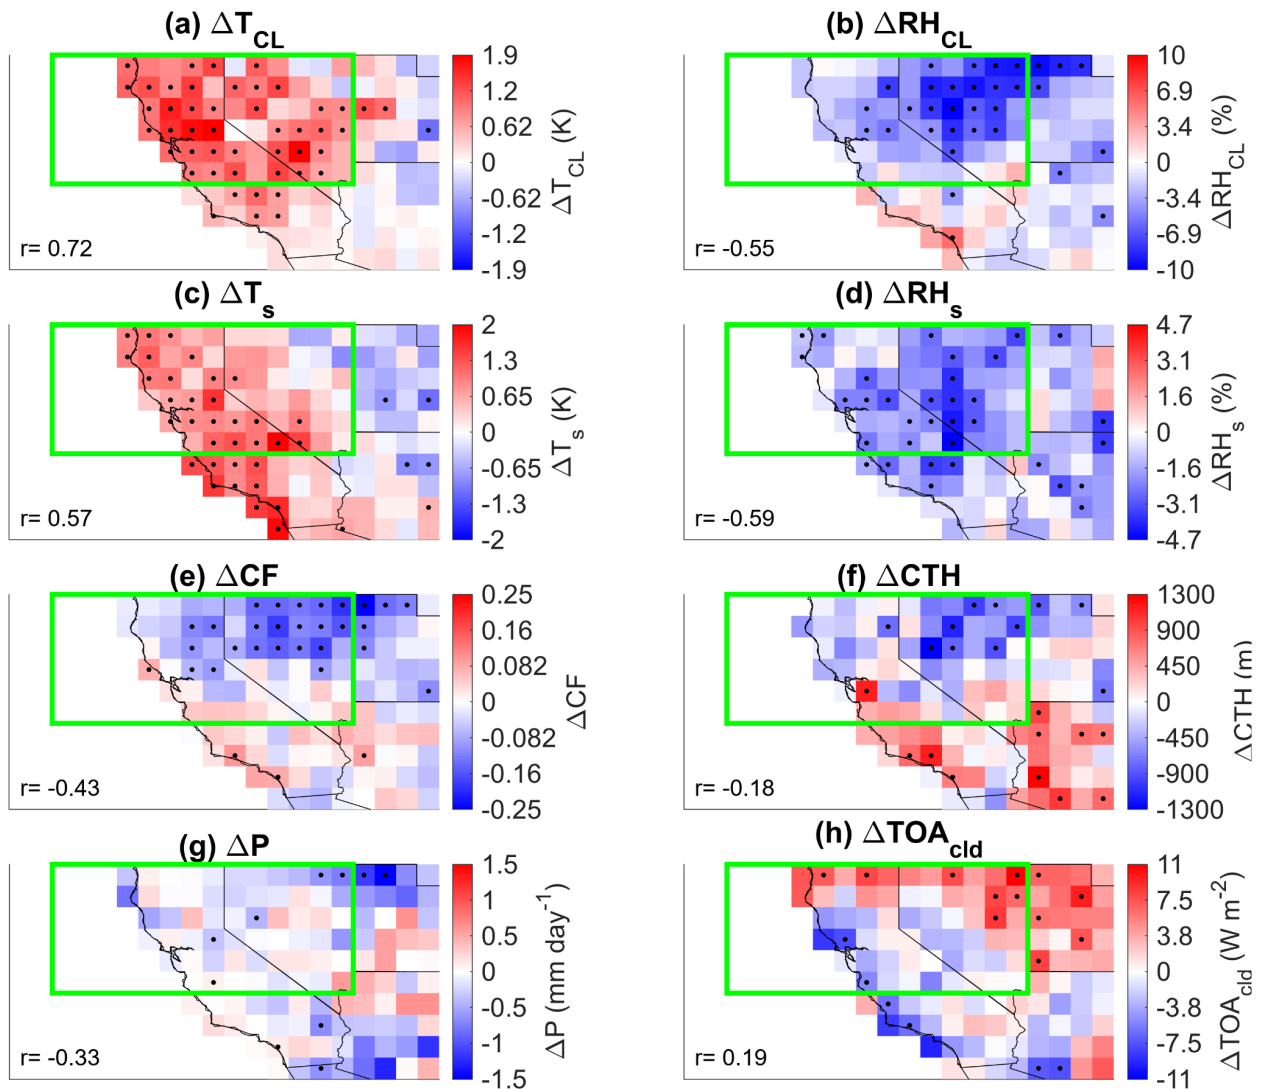 (a) ΔT_CL
1.9
1.2
0.62
0
-0.62
-1.2
-1.9
ΔT_CL (K)
r= 0.72
(b) ΔRH_CL
10
6.9
3.4
0
-3.4
-6.9
-10
ΔRH_CL (%)
r= -0.55
(c) ΔT_s
2
1.3
0.65
0
-0.65
-1.3
-2
ΔT_s (K)
r= 0.57
(d) ΔRH_s
4.7
3.1
1.6
0
-1.6
-3.1
-4.7
ΔRH_s (%)
r= -0.59
(e) ΔCF
0.25
0.16
0.082
0
-0.082
-0.16
-0.25
ΔCF
r= -0.43
(f) ΔCTH
1300
900
450
0
-450
-900
-1300
ΔCTH (m)
r= -0.18
(g) ΔP
1.5
1
0.5
0
-0.5
-1
-1.5
ΔP (mm day⁻¹)
r= -0.33
(h) ΔTOA_cld
11
7.5
3.8
0
-3.8
-7.5
-11
ΔTOA_cld (W m⁻²)
r= 0.19